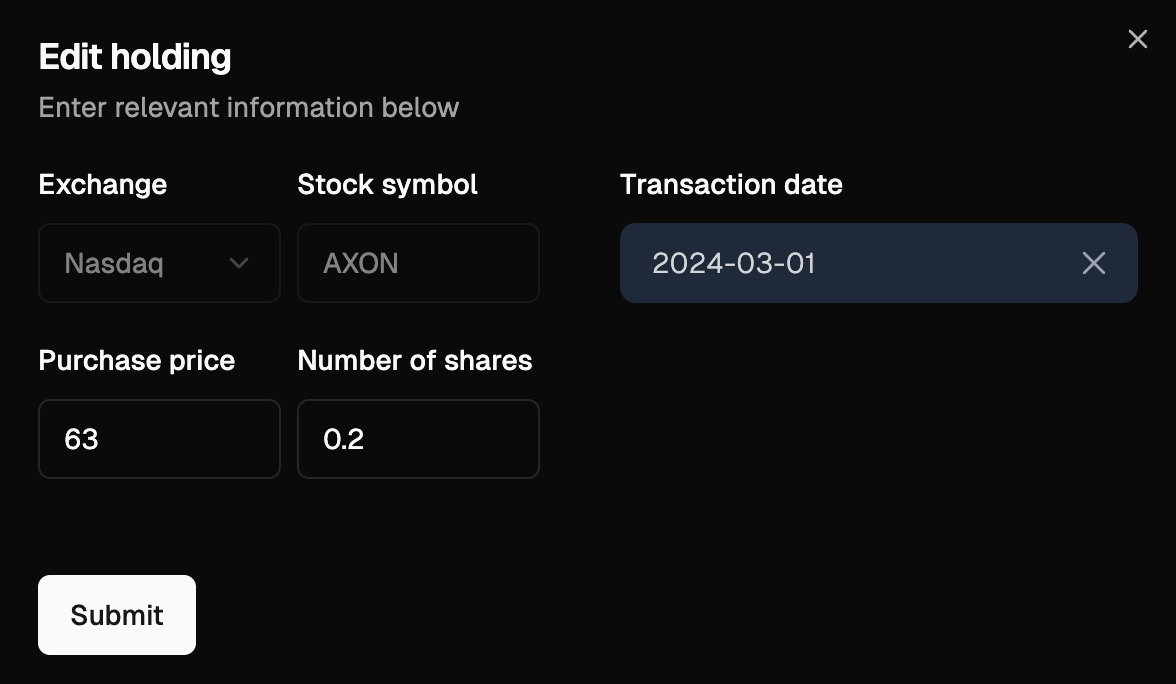 Edit holding
Enter relevant information below
Exchange
Stock symbol
Transaction date
Nasdaq
AXON
2024-03-01
Purchase price
Number of shares
63
0.2
Submit